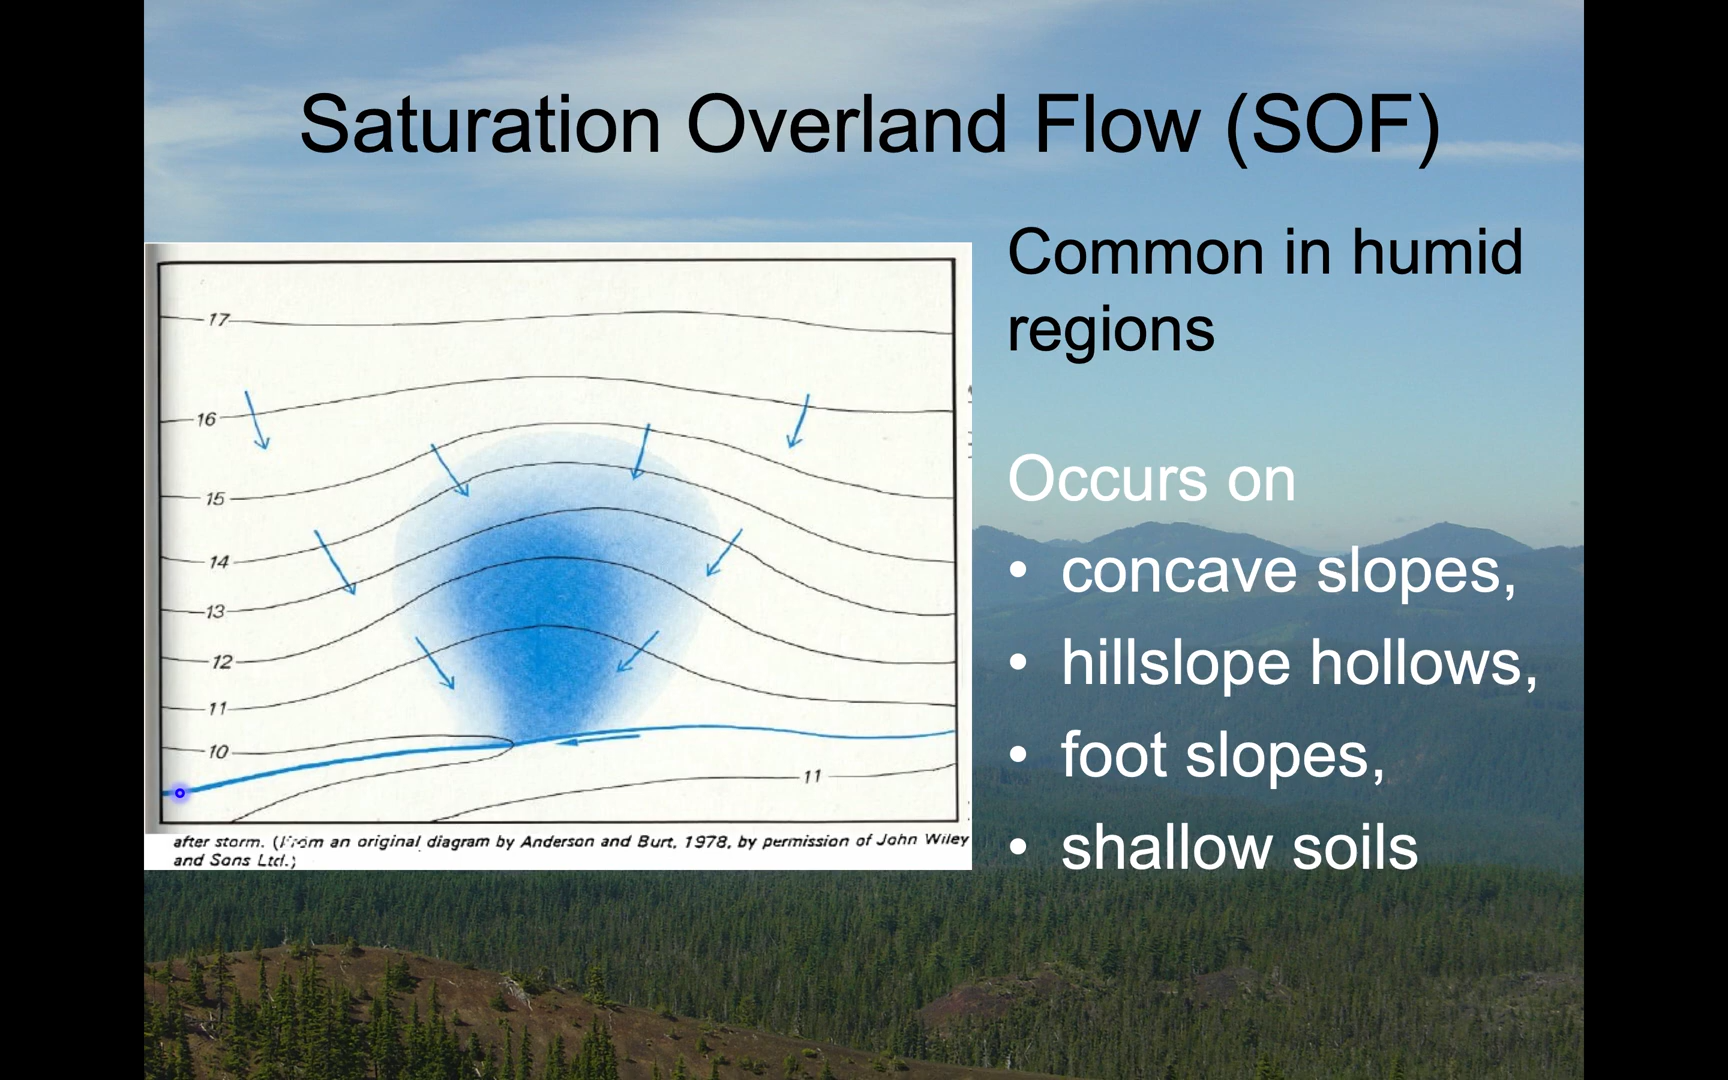 Saturation Overland Flow (SOF)
17
16
15
14
13
12
11
10
11
after storm. (From an original diagram by Anderson and Burt, 1978, by permission of John Wiley
and Sons Ltd.)
Common in humid
regions
Occurs on
• concave slopes,
• hillslope hollows,
• foot slopes,
• shallow soils